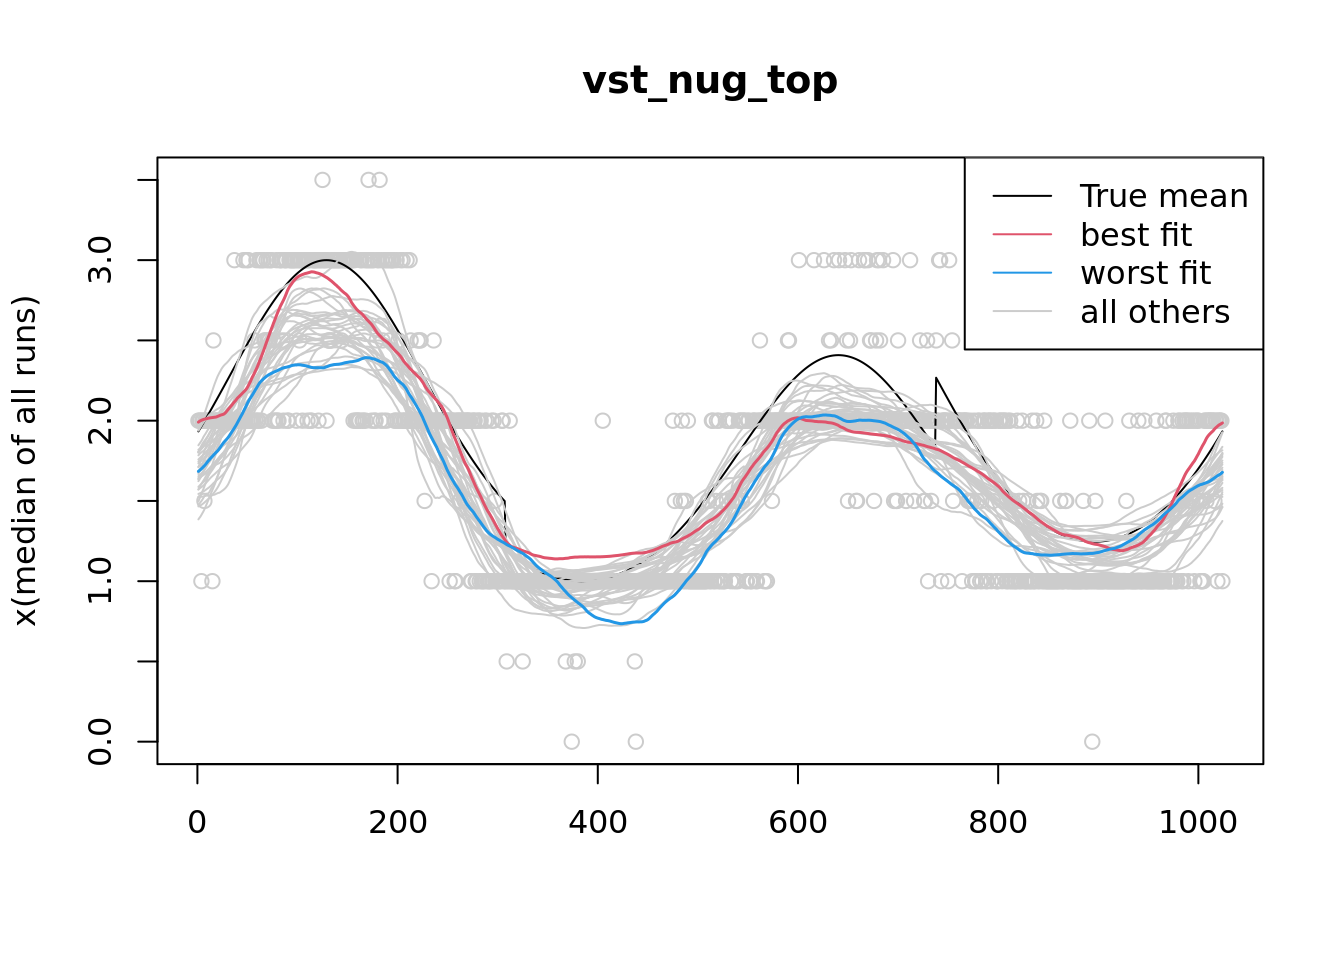 vst_nug_top
x(median of all runs)
3.0
2.0
1.0
0.0
True mean
best fit
worst fit
all others
0 200 400 600 800 1000